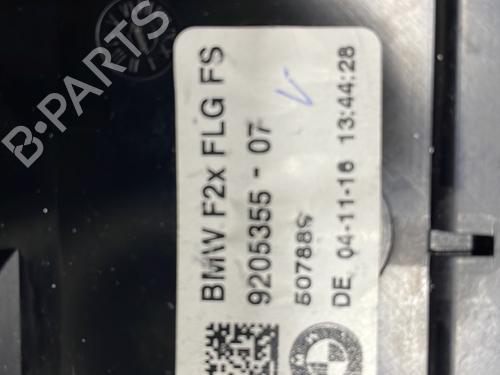 BMW F2x FLG FS
9205355 - 07
507889
DE 04-11-16 13:44:28
B-PARTS